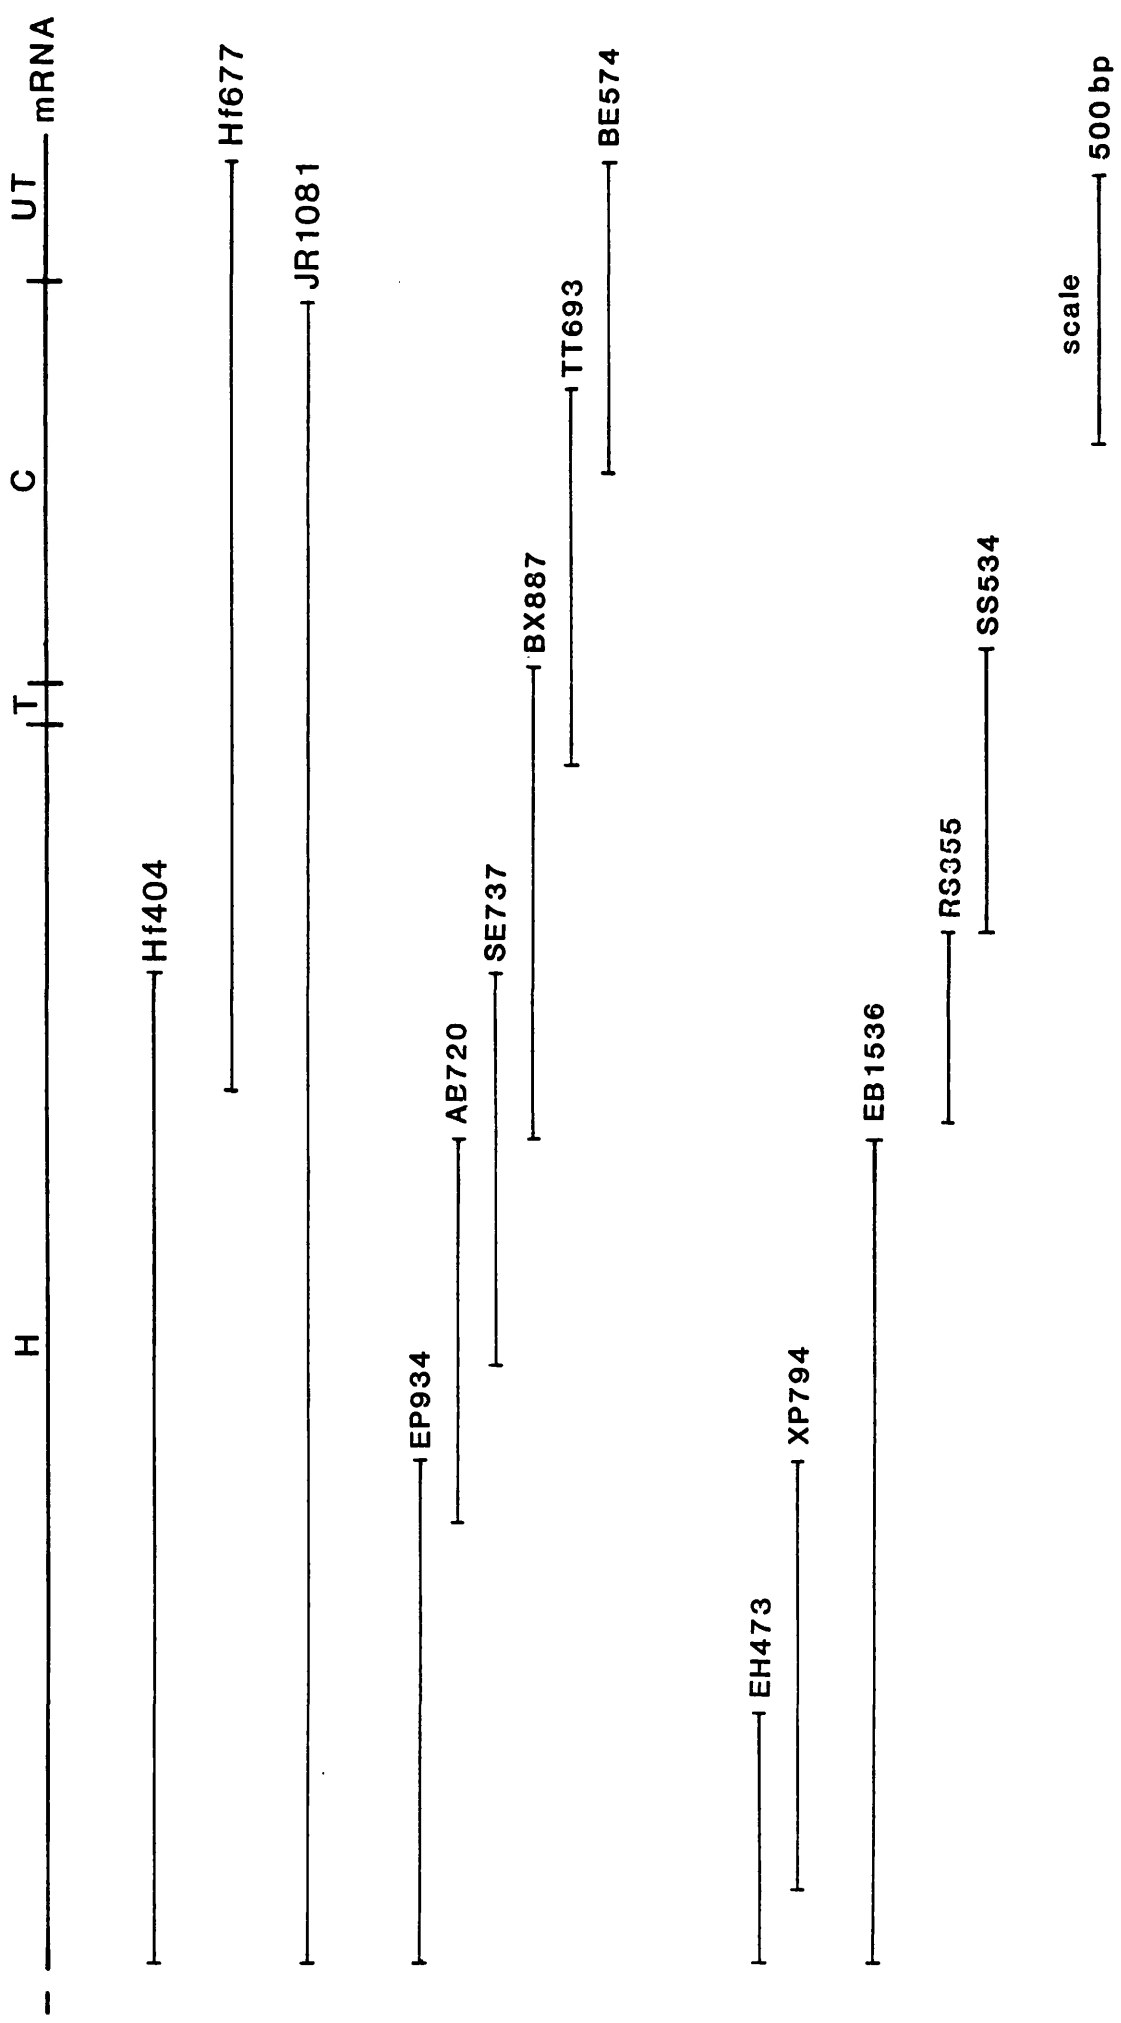 H
T
C
UT
mRNA
Hf404
Hf677
JR1081
EP934
AB720
SE737
BX887
TT693
BE574
EH473
XP794
EB1536
RS355
SS534
scale
500 bp